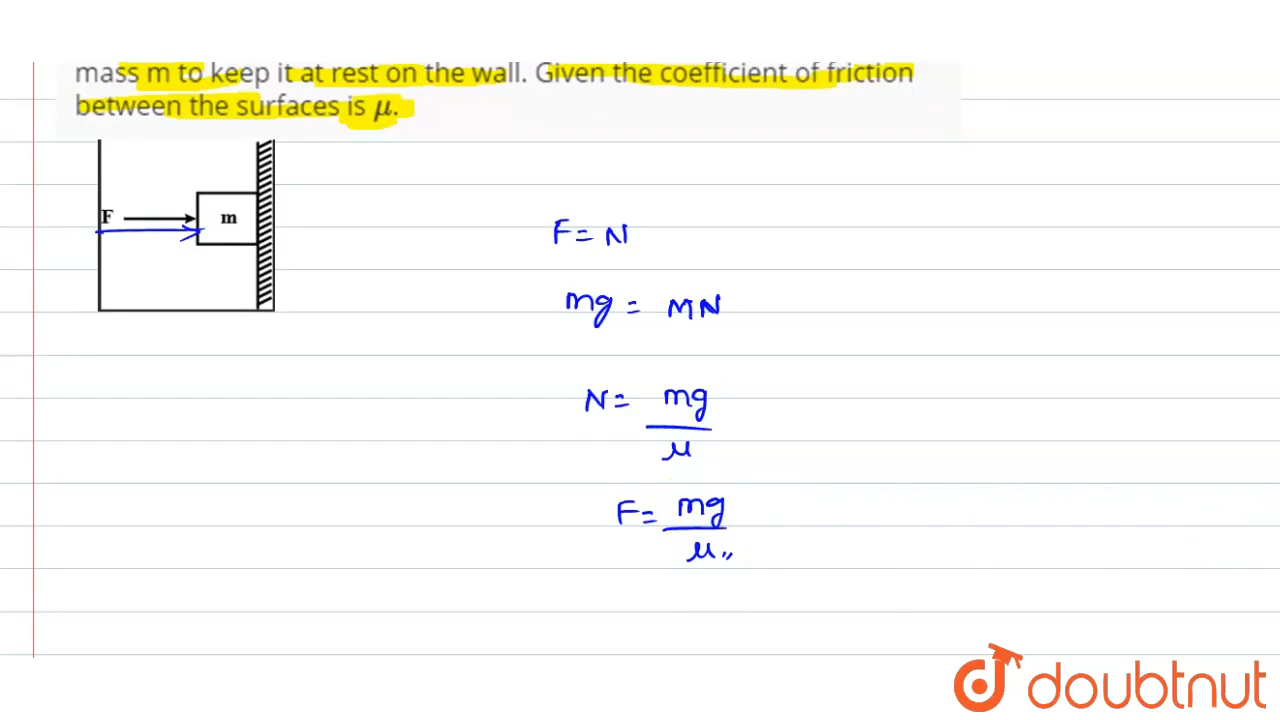 mass m to keep it at rest on the wall. Given the coefficient of friction
between the surfaces is μ.
F
m
F = N
mg = μN
N = mg/μ
F = mg/μ
doubtnut